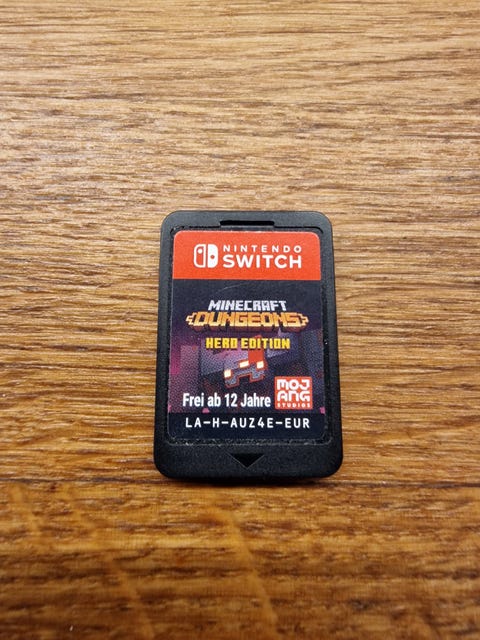 NINTENDO
SWITCH
MINECRAFT
DUNGEONS
HERO EDITION
Frei ab 12 Jahre
MOJ
ANG
STUDIOS
LA-H-AUZ4E-EUR